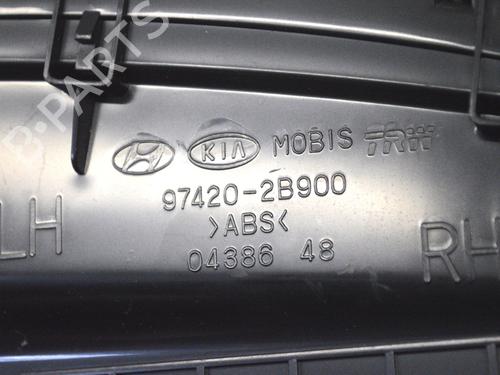 B-PARTS
KIA MOBIS TRW
97420-2B900
>ABS<
LH
04386 48
RH